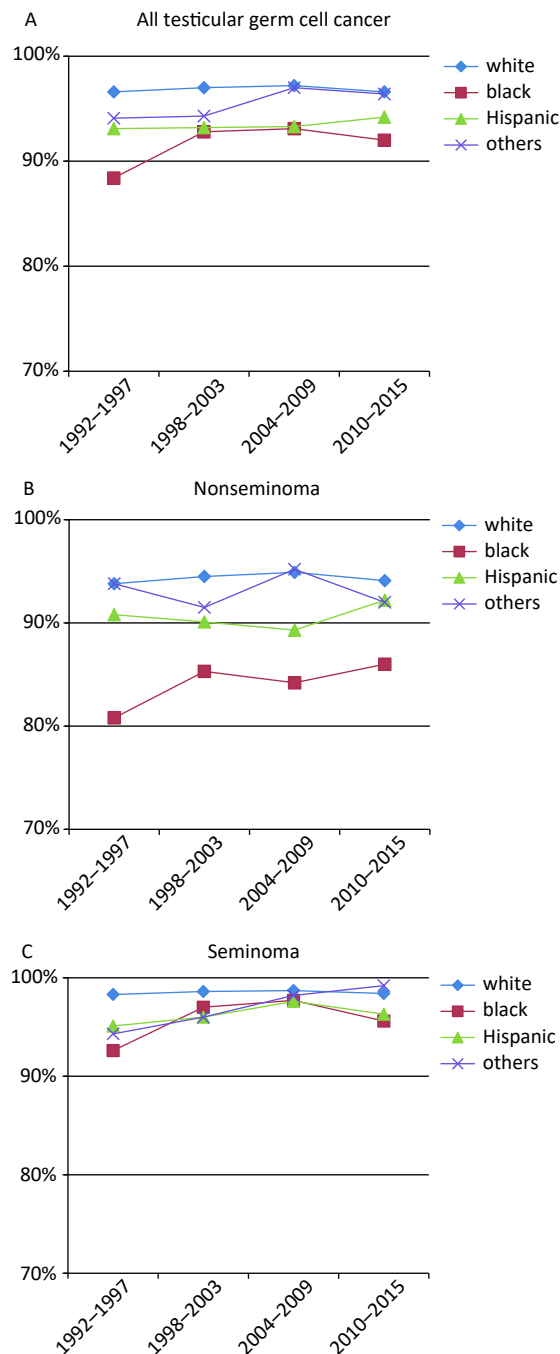 A All testicular germ cell cancer
100%
90%
80%
70%
white
black
Hispanic
others
1992–1997
1998–2003
2004–2009
2010–2015
B Nonseminoma
100%
90%
80%
70%
white
black
Hispanic
others
1992–1997
1998–2003
2004–2009
2010–2015
C Seminoma
100%
90%
80%
70%
white
black
Hispanic
others
1992–1997
1998–2003
2004–2009
2010–2015